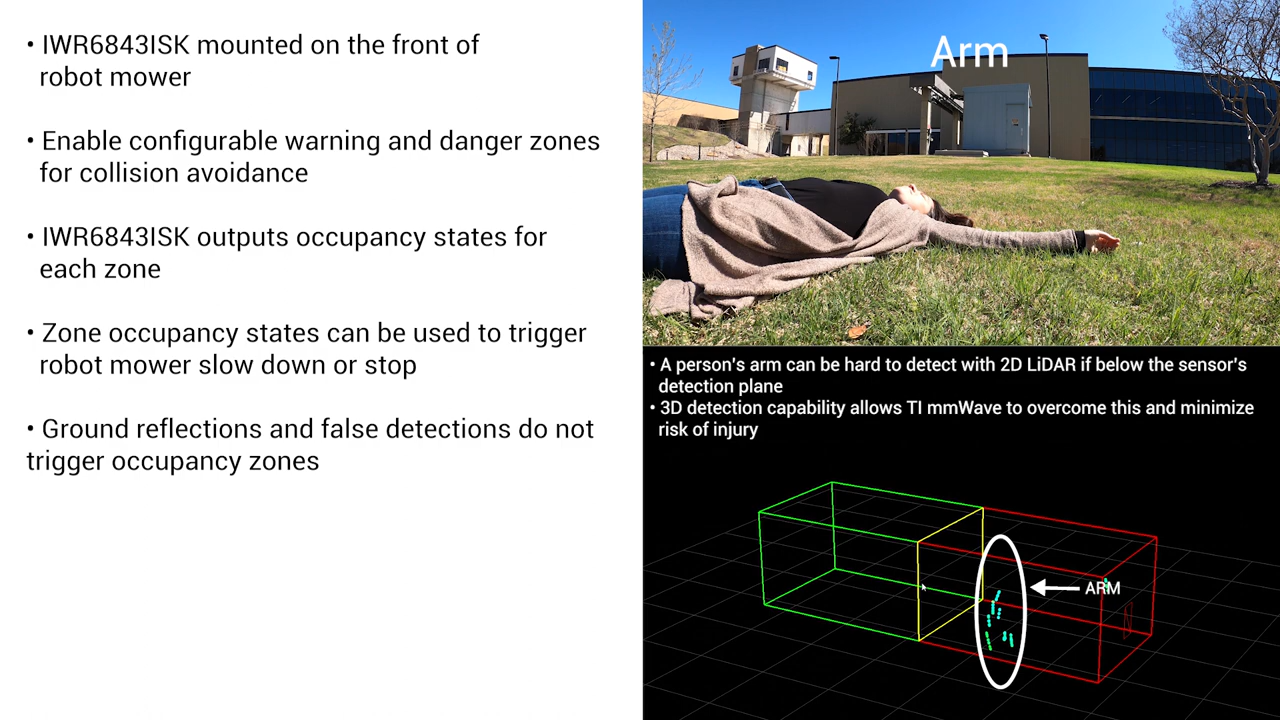 • IWR6843ISK mounted on the front of
robot mower
• Enable configurable warning and danger zones
for collision avoidance
• IWR6843ISK outputs occupancy states for
each zone
• Zone occupancy states can be used to trigger
robot mower slow down or stop
• Ground reflections and false detections do not
trigger occupancy zones
Arm
• A person's arm can be hard to detect with 2D LiDAR if below the sensor's
detection plane
• 3D detection capability allows TI mmWave to overcome this and minimize
risk of injury
ARM